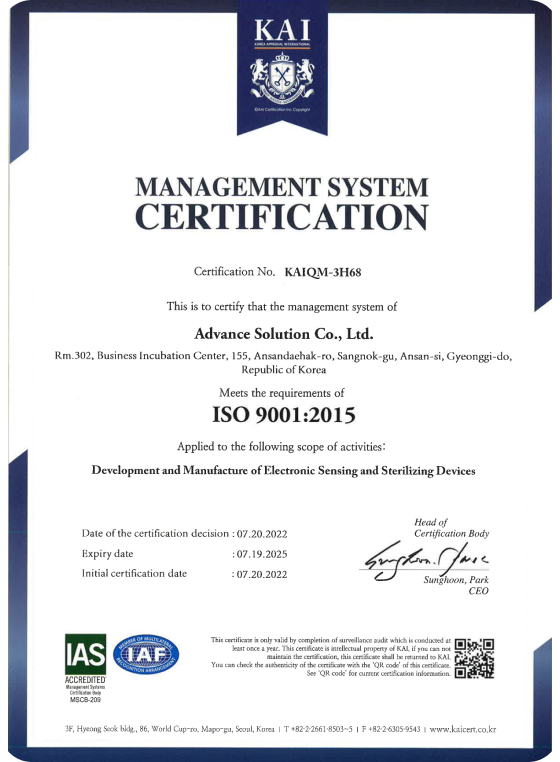 KAI
KOREA APPROVAL INTERNATIONAL
©KAI Certification Inc. Copyright
MANAGEMENT SYSTEM
CERTIFICATION
Certification No. KAIQM-3H68
This is to certify that the management system of
Advance Solution Co., Ltd.
Rm.302, Business Incubation Center, 155, Ansandaehak-ro, Sangnok-gu, Ansan-si, Gyeonggi-do,
Republic of Korea
Meets the requirements of
ISO 9001:2015
Applied to the following scope of activities:
Development and Manufacture of Electronic Sensing and Sterilizing Devices
Date of the certification decision : 07.20.2022
Expiry date : 07.19.2025
Initial certification date : 07.20.2022
Head of
Certification Body
Sunghoon, Park
CEO
IAS
ACCREDITED
Management Systems
Certification Body
MSCB-209
MEMBER OF MULTILATERAL
IAF
RECOGNITION ARRANGEMENT
This certificate is only valid by completion of surveillance audit which is conducted at
least once a year. This certificate is intellectual property of KAI, if you can not
maintain the certification, this certificate shall be returned to KAI.
You can check the authenticity of the certificate with the 'QR code' of this certificate.
See 'QR code' for current certification information.
3F, Hyeong Seok bldg., 86, World Cup-ro, Mapo-gu, Seoul, Korea | T +82-2-2661-8503~5 | F +82-2-6305-9543 | www.kaicert.co.kr